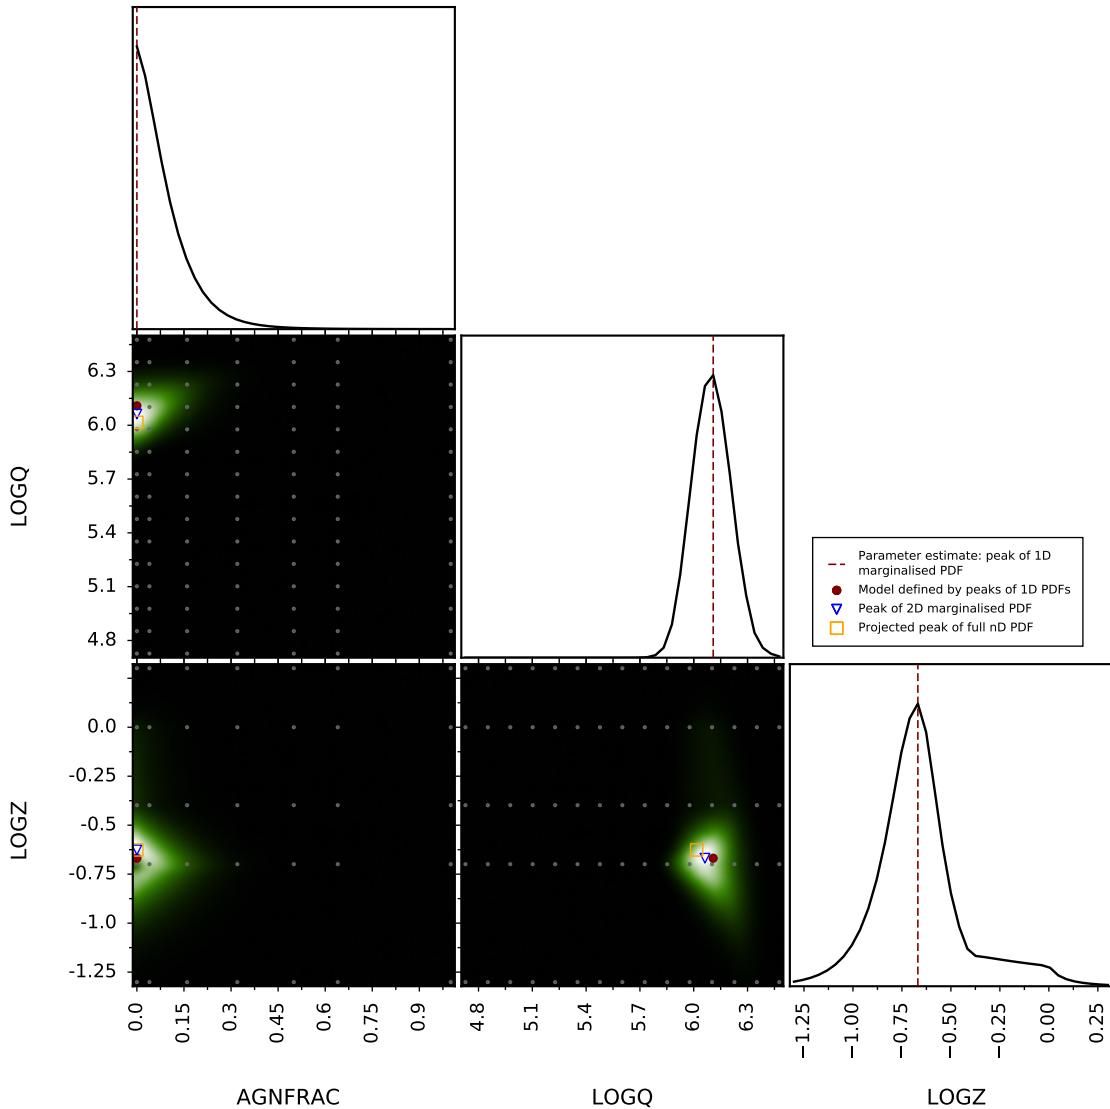 LOGQ
6.3
6.0
5.7
5.4
5.1
4.8
Parameter estimate: peak of 1D
marginalised PDF
Model defined by peaks of 1D PDFs
Peak of 2D marginalised PDF
Projected peak of full nD PDF
LOGZ
0.0
-0.25
-0.5
-0.75
-1.0
-1.25
0.0 0.15 0.3 0.45 0.6 0.75 0.9
4.8 5.1 5.4 5.7 6.0 6.3
−1.25 −1.00 −0.75 −0.50 −0.25 0.00 0.25
AGNFRAC LOGQ LOGZ